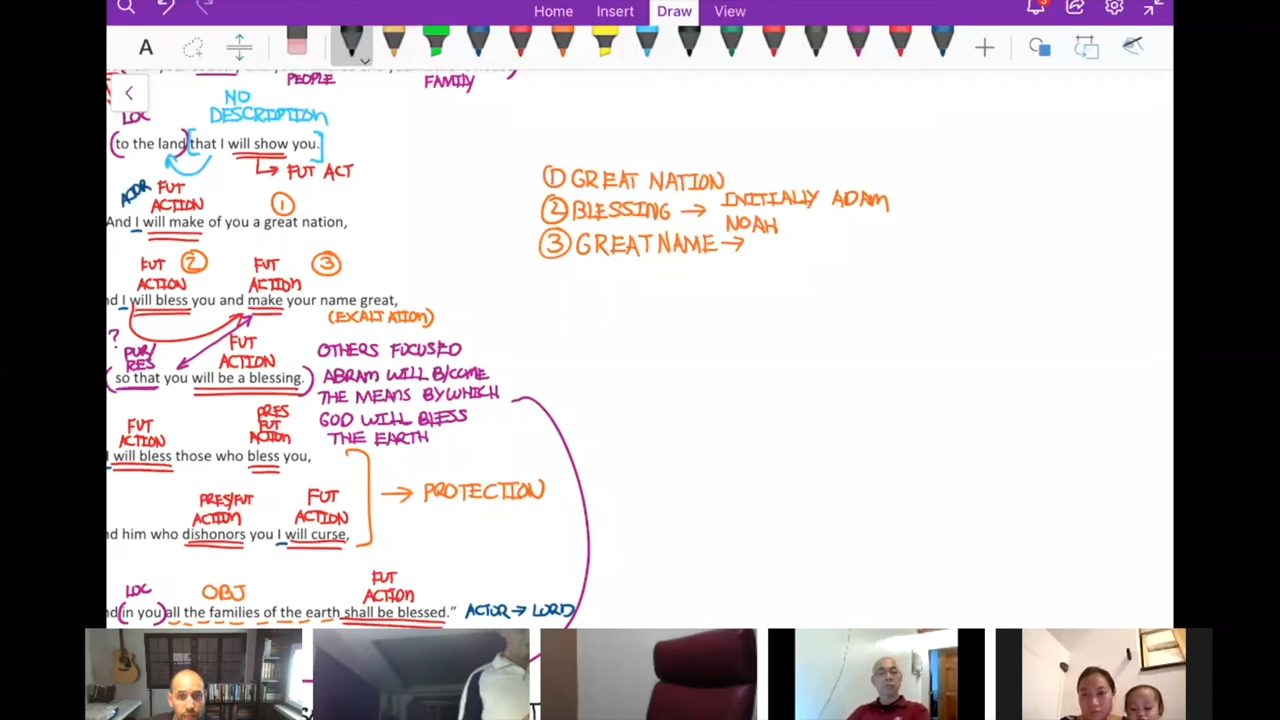 Home Insert Draw View
A
PEOPLE
FAMILY
NO
DESCRIPTION
LOC
(to the land)[that I will show you.]
FUT ACT
ACTOR
FUT
ACTION
①
And I will make of you a great nation,
FUT
ACTION
②
FUT
ACTION
③
nd I will bless you and make your name great,
(EXALTATION)
?
PUR/
RES
FUT
ACTION
(so that you will be a blessing.)
OTHERS FOCUSED
ABRAM WILL B/COME
THE MEANS BY WHICH
GOD WILL BLESS
THE EARTH
FUT
ACTION
PRES
FUT
ACTION
I will bless those who bless you,
PRES/FUT
ACTION
FUT
ACTION
nd him who dishonors you I will curse,
→ PROTECTION
LOC
OBJ
FUT
ACTION
nd (in you) all the families of the earth shall be blessed.”
ACTOR → LORD
① GREAT NATION
② BLESSING → INITIALLY ADAM
NOAH
③ GREAT NAME →